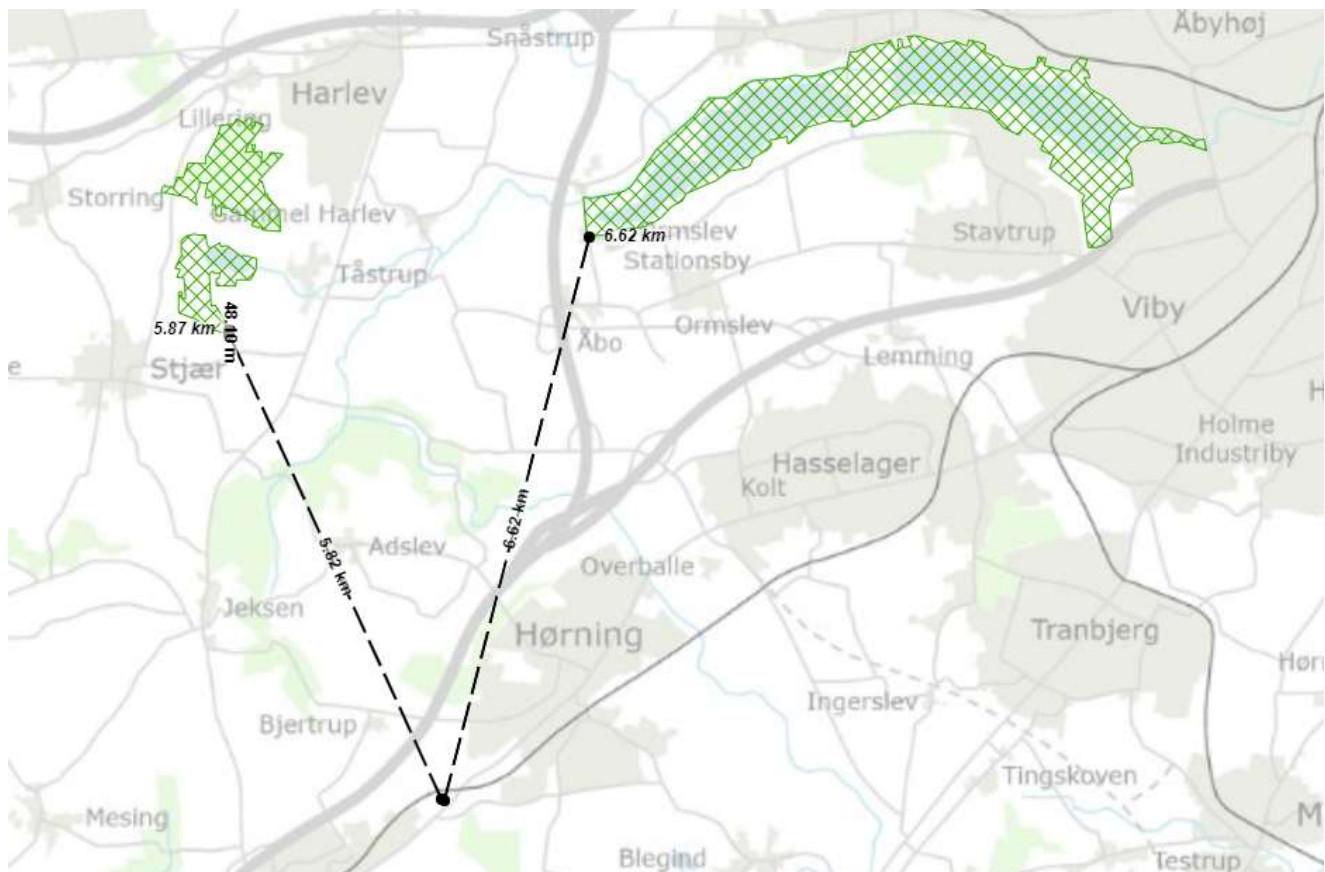 Snåstrup
Åbyhøj
Harlev
Lillering
Storring
Gammel Harlev
6.62 km
Ormslev
Stationsby
Stavtrup
Tåstrup
Viby
5.87 km
Ormslev
Åbo
Lemming
Stjær
e
H
Holme
Industriby
Hasselager
Kolt
6.62 km
5.82 km
Adslev
Overballe
Jeksen
Hørning
Tranbjerg
Hørr
Ingerslev
Bjertrup
Tingskoven
Mesing
M
Blegind
Testrup